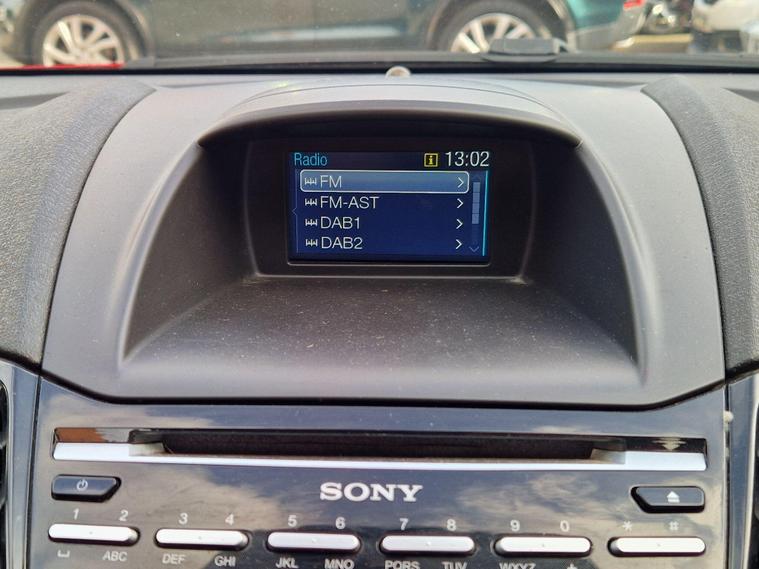 Radio i 13:02
FM
FM-AST
DAB1
DAB2
SONY
1 2 3 4 5 6 7 8 9 0 * #
ABC DEF GHI JKL MNO PQRS TUV WXYZ +